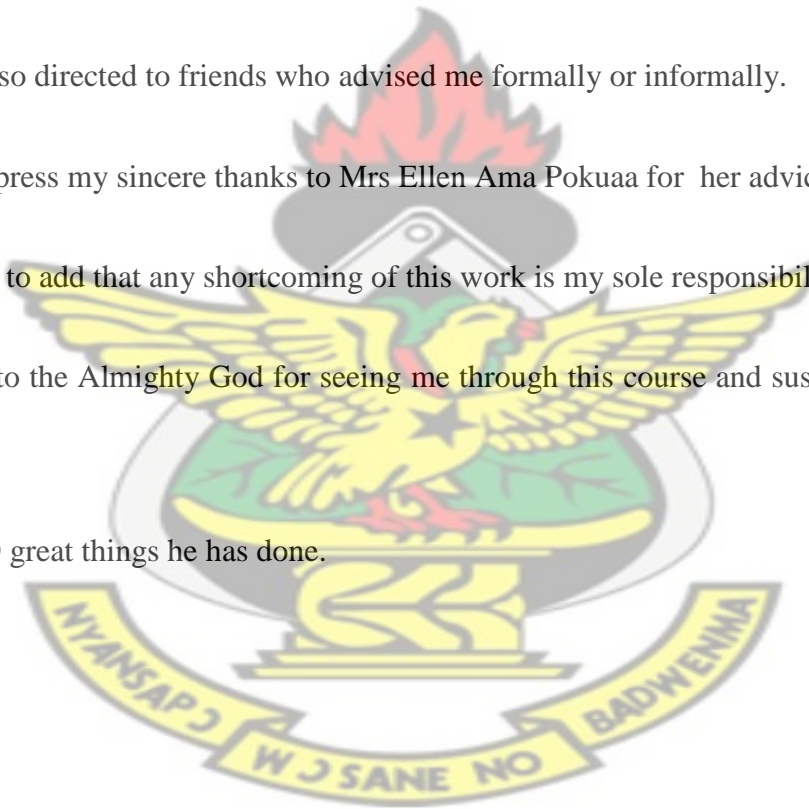 so directed to friends who advised me formally or informally.
press my sincere thanks to Mrs Ellen Ama Pokuaa for her advic
to add that any shortcoming of this work is my sole responsibil
to the Almighty God for seeing me through this course and sus
great things he has done.
NYANSAPƆ
WƆSANE NO
BADWENMA